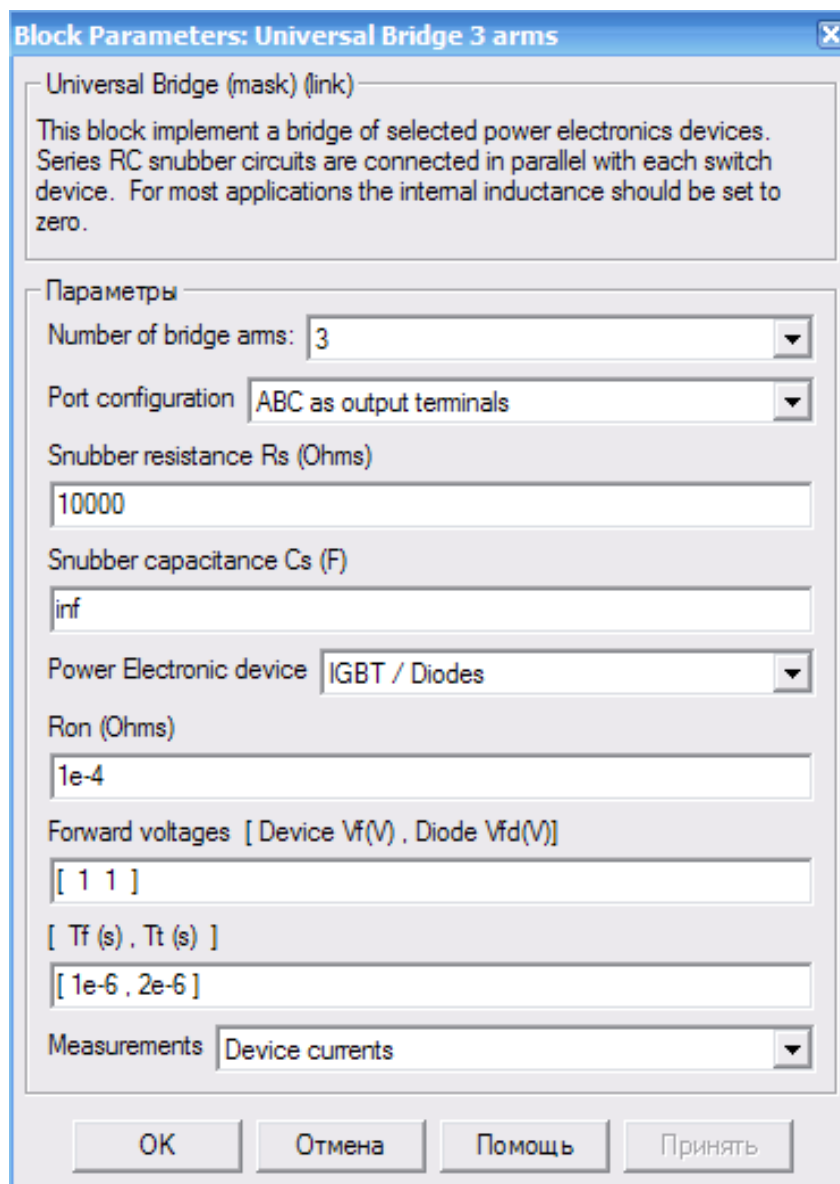 Block Parameters: Universal Bridge 3 arms
Universal Bridge (mask) (link)
This block implement a bridge of selected power electronics devices.
Series RC snubber circuits are connected in parallel with each switch
device.  For most applications the internal inductance should be set to
zero.
Параметры
Number of bridge arms: 3
Port configuration ABC as output terminals
Snubber resistance Rs (Ohms)
10000
Snubber capacitance Cs (F)
inf
Power Electronic device IGBT / Diodes
Ron (Ohms)
1e-4
Forward voltages  [ Device Vf(V) , Diode Vfd(V)]
[  1  1  ]
[  Tf (s) , Tt (s)  ]
[ 1e-6 , 2e-6 ]
Measurements Device currents
OK Отмена Помощь Принять